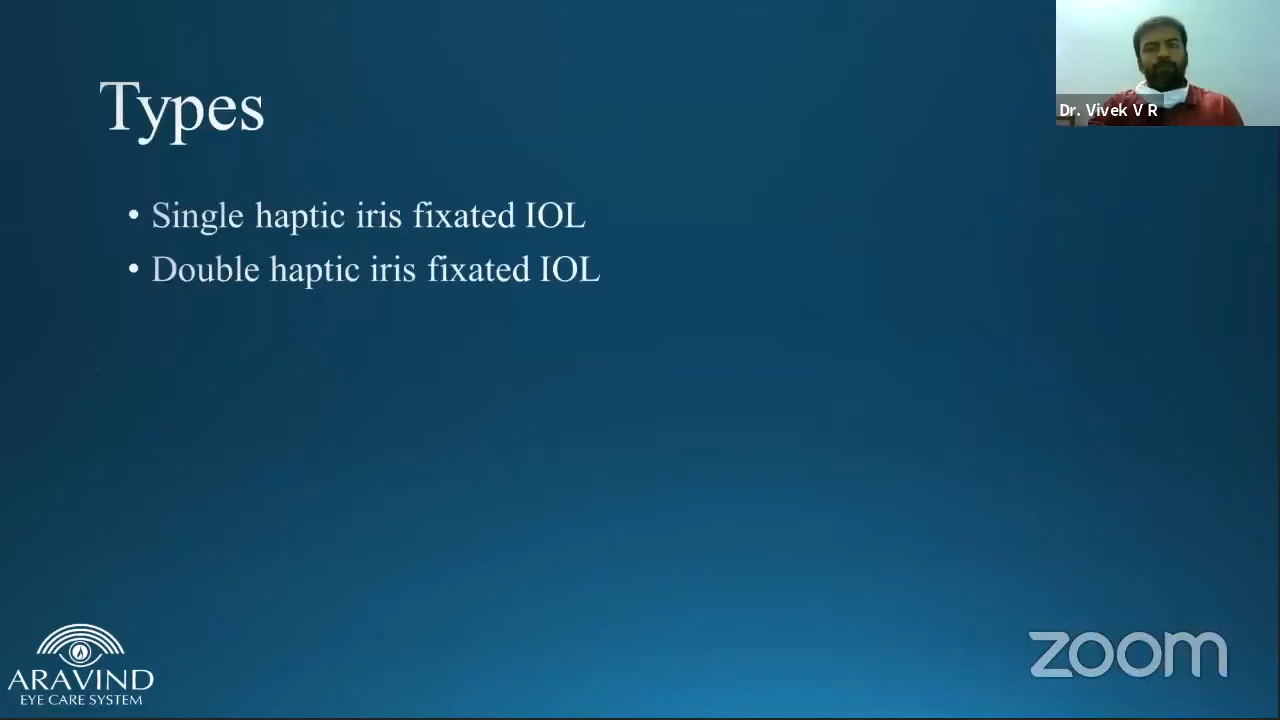 Types
• Single haptic iris fixated IOL
• Double haptic iris fixated IOL
Dr. Vivek V R
ARAVIND
EYE CARE SYSTEM
zoom